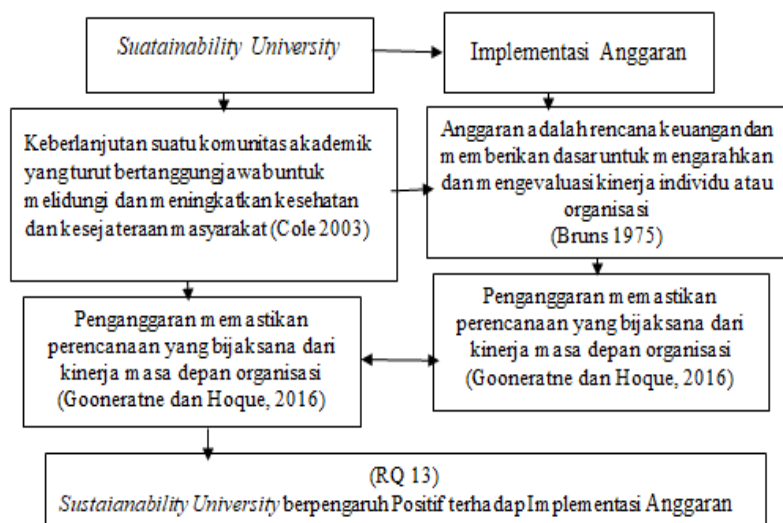 Suatainability University
Implementasi Anggaran
Keberlanjutan suatu komunitas akademik
yang turut bertanggungjawab untuk
melidungi dan meningkatkan kesehatan
dan kesejateraan masyarakat (Cole 2003)
Anggaran adalah rencana keuangan dan
memberikan dasar untuk mengarahkan
dan mengevaluasi kinerja individu atau
organisasi
(Bruns 1975)
Penganggaran memastikan
perencanaan yang bijaksana dari
kinerja masa depan organisasi
(Gooneratne dan Hoque, 2016)
Penganggaran memastikan
perencanaan yang bijaksana dari
kinerja masa depan organisasi
(Gooneratne dan Hoque, 2016)
(RQ 13)
Sustaianability University berpengaruh Positif terhadap Implementasi Anggaran